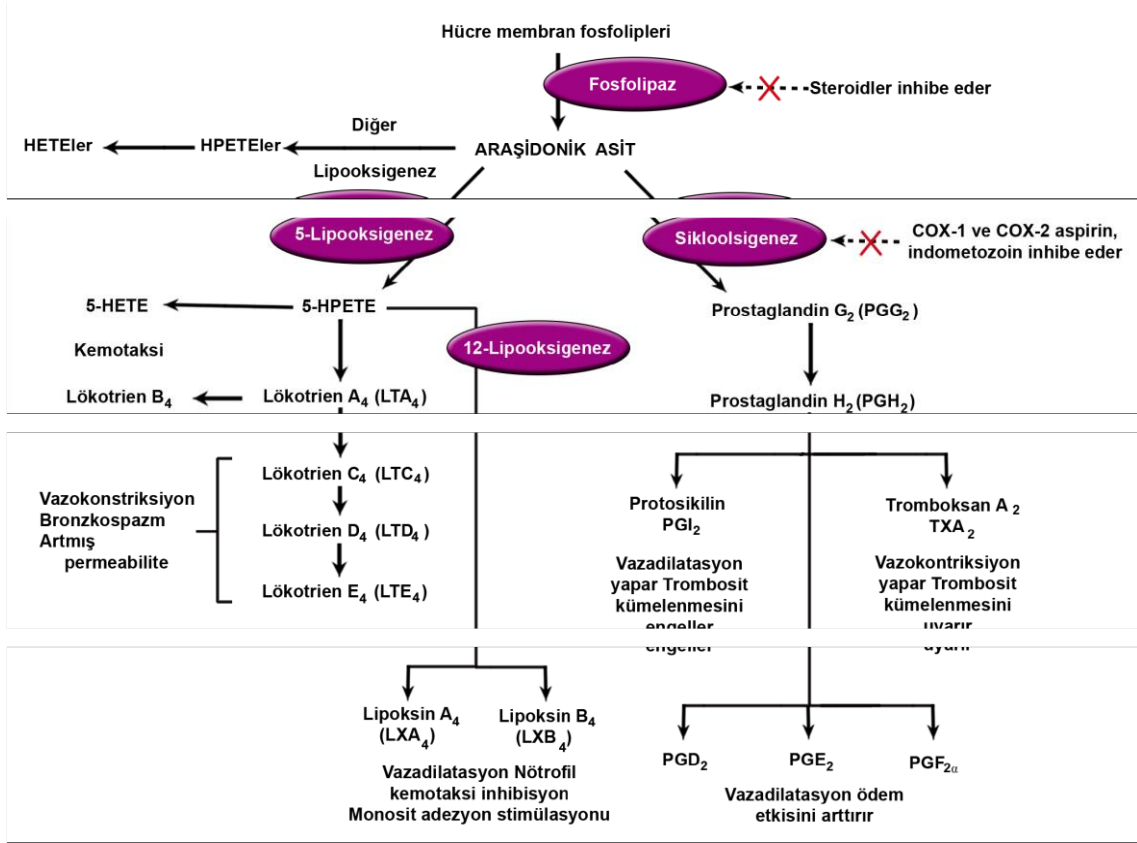 Hücre membran fosfolipleri
Fosfolipaz
Steroidler inhibe eder
Diğer
HETEler
HPETEler
ARAŞİDONİK ASİT
Lipooksigenez
5-Lipooksigenez
Sikloolsigenez
COX-1 ve COX-2 aspirin,
indometozoin inhibe eder
5-HETE
5-HPETE
Prostaglandin G2 (PGG2)
Kemotaksi
12-Lipooksigenez
Lökotrien B4
Lökotrien A4 (LTA4)
Prostaglandin H2 (PGH2)
Vazokonstriksiyon
Bronzkospazm
Artmış
permeabilite
Lökotrien C4 (LTC4)
Lökotrien D4 (LTD4)
Lökotrien E4 (LTE4)
Protosikilin
PGI2
Vazadilatasyon
yapar Trombosit
kümelenmesini
engeller
engeller
Tromboksan A2
TXA2
Vazokontriksiyon
yapar Trombosit
kümelenmesini
uyarır
uyarır
Lipoksin A4
(LXA4)
Lipoksin B4
(LXB4)
Vazadilatasyon Nötrofil
kemotaksi inhibisyon
Monosit adezyon stimülasyonu
PGD2
PGE2
PGF2α
Vazadilatasyon ödem
etkisini arttırır